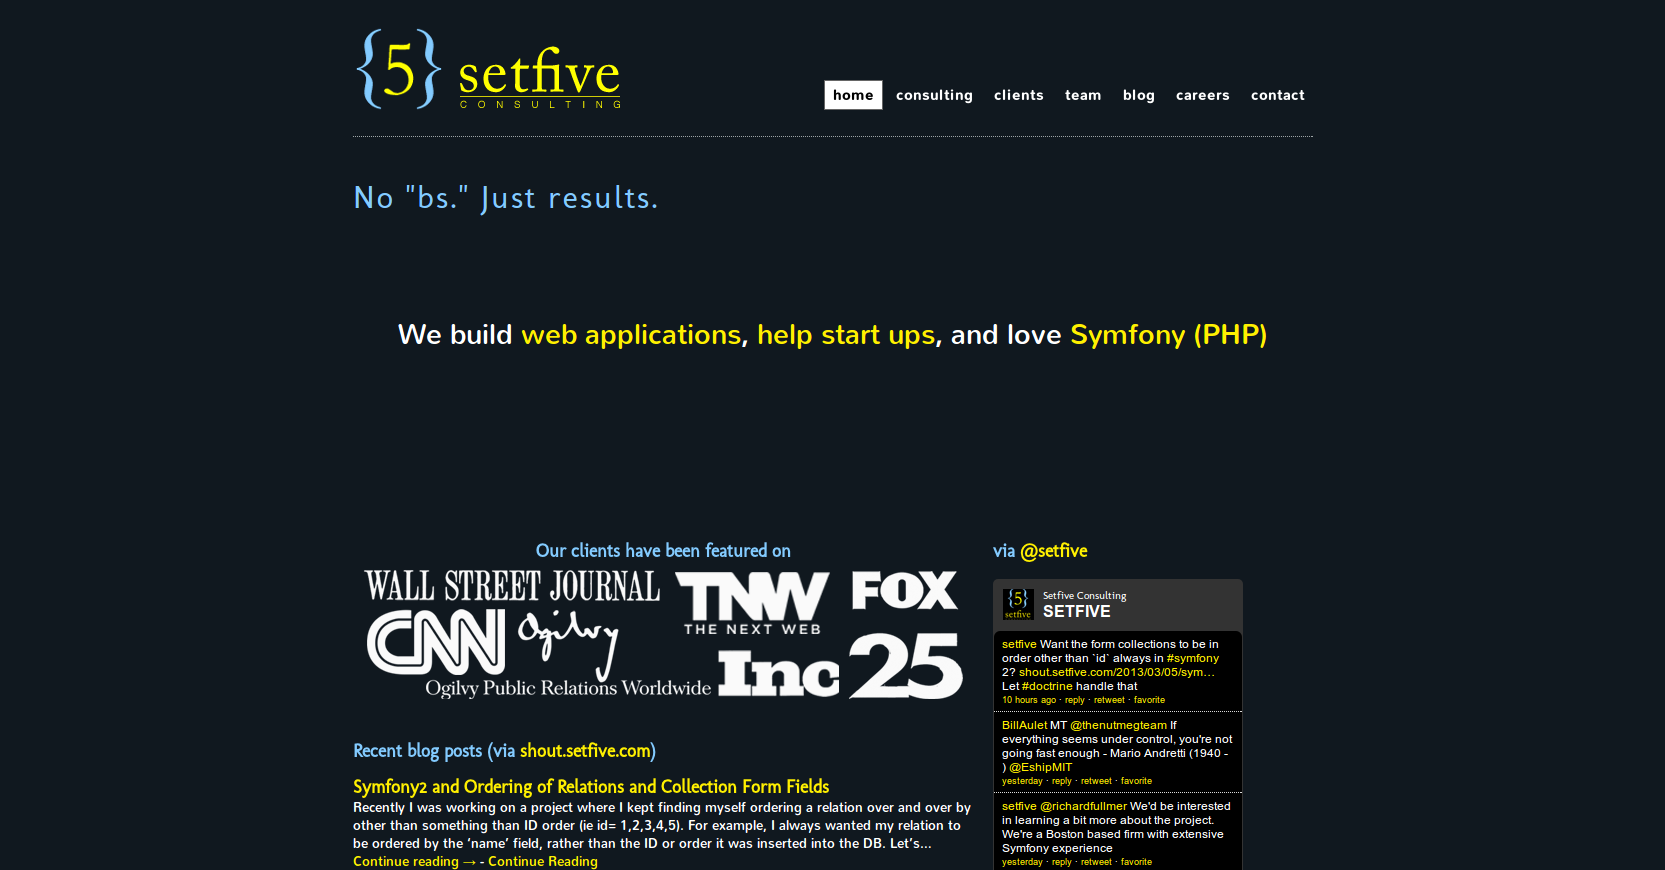 {5} setfive
CONSULTING
home consulting clients team blog careers contact
No "bs." Just results.
We build web applications, help start ups, and love Symfony (PHP)
Our clients have been featured on
WALL STREET JOURNAL
TNW
THE NEXT WEB
FOX
CNN
Ogilvy
Ogilvy Public Relations Worldwide
Inc
25
Recent blog posts (via shout.setfive.com)
Symfony2 and Ordering of Relations and Collection Form Fields
Recently I was working on a project where I kept finding myself ordering a relation over and over by
other than something than ID order (ie id= 1,2,3,4,5). For example, I always wanted my relation to
be ordered by the ‘name’ field, rather than the ID or order it was inserted into the DB. Let’s...
Continue reading → - Continue Reading
via @setfive
{5}
setfive
Setfive Consulting
SETFIVE
setfive Want the form collections to be in
order other than `id` always in #symfony
2? shout.setfive.com/2013/03/05/sym…
Let #doctrine handle that
10 hours ago · reply · retweet · favorite
BillAulet MT @thenutmegteam If
everything seems under control, you're not
going fast enough - Mario Andretti (1940 -
) @EshipMIT
yesterday · reply · retweet · favorite
setfive @richardfullmer We'd be interested
in learning a bit more about the project.
We're a Boston based firm with extensive
Symfony experience
yesterday · reply · retweet · favorite